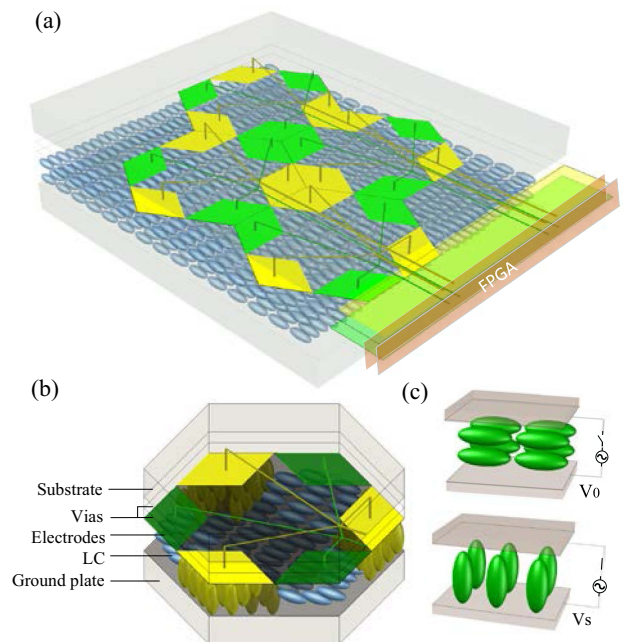 (a)
FPGA
(b)
(c)
Substrate
Vias
Electrodes
LC
Ground plate
V0
Vs